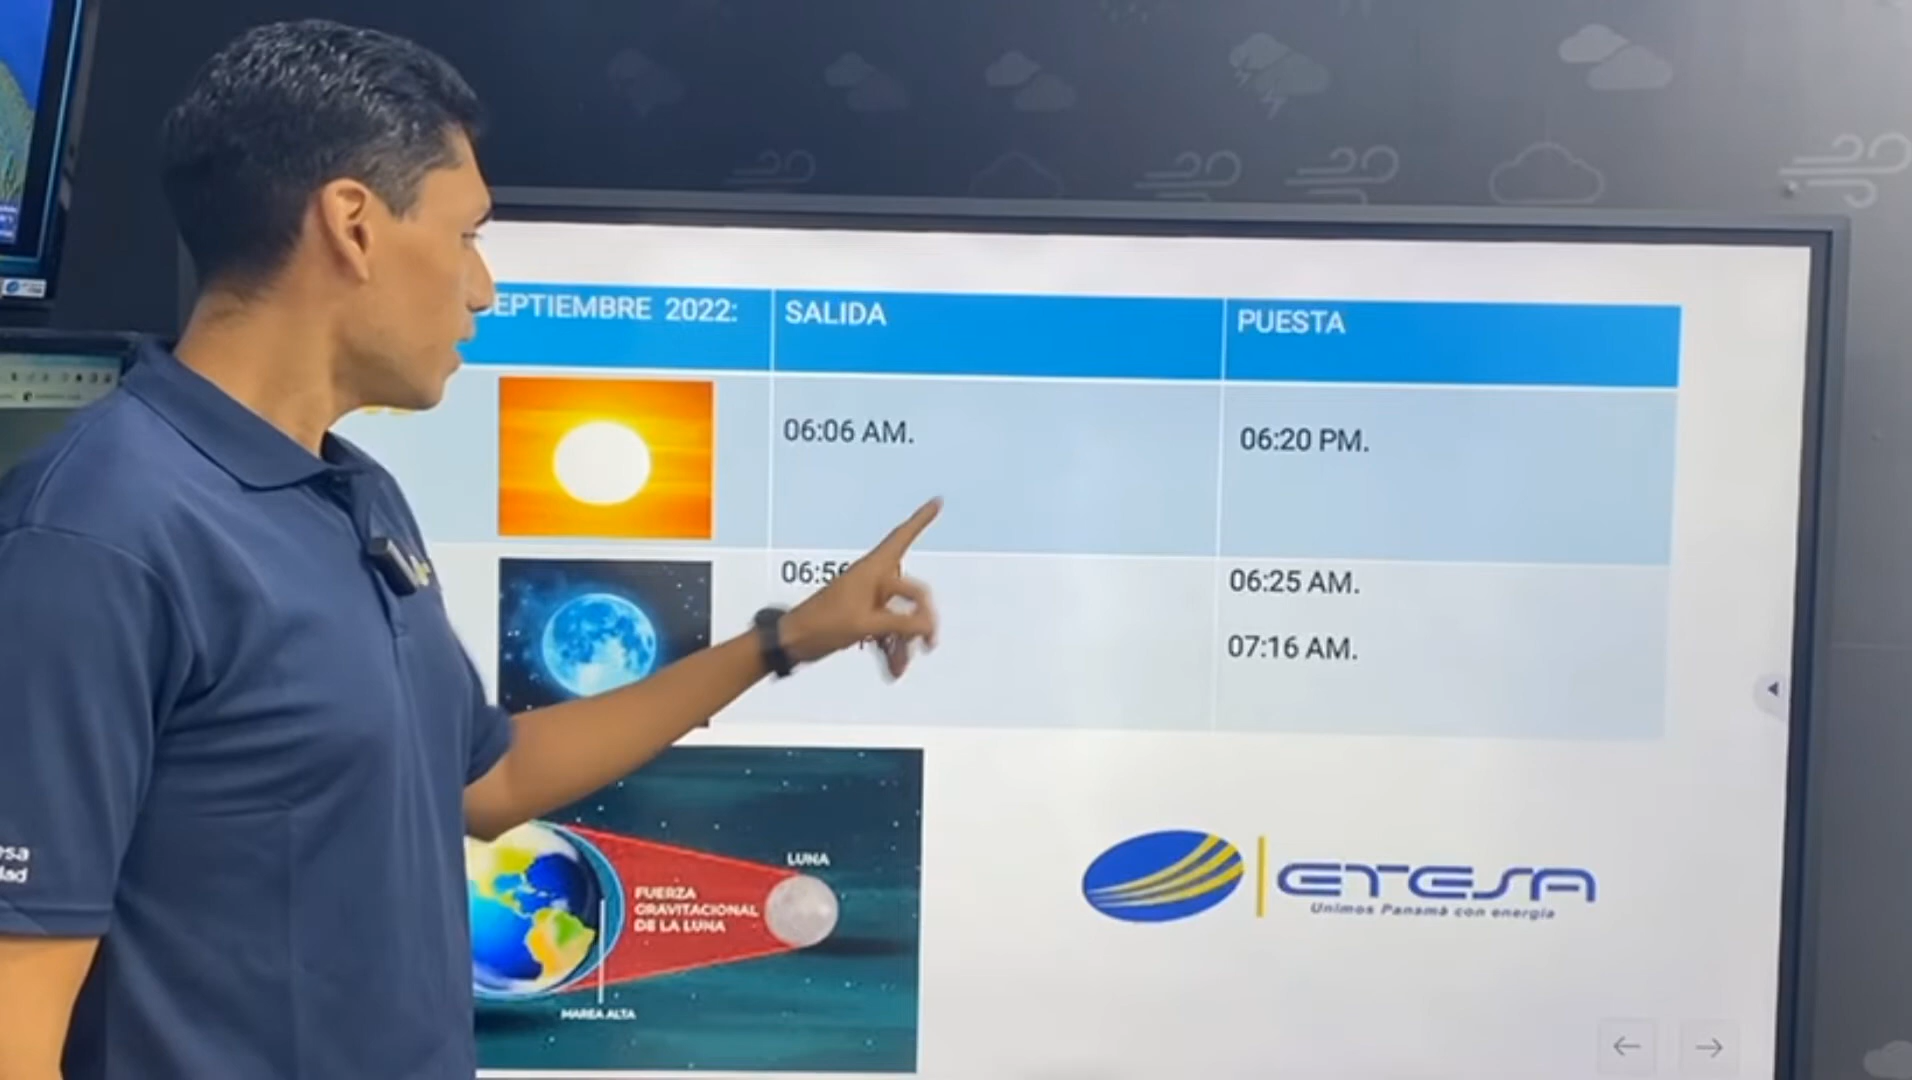 EPTIEMBRE 2022:
SALIDA
PUESTA
06:06 AM.
06:20 PM.
06:25 AM.
07:16 AM.
LUNA
FUERZA
GRAVITACIONAL
DE LA LUNA
MAREA ALTA
ETESA
Unimos Panamá con energía